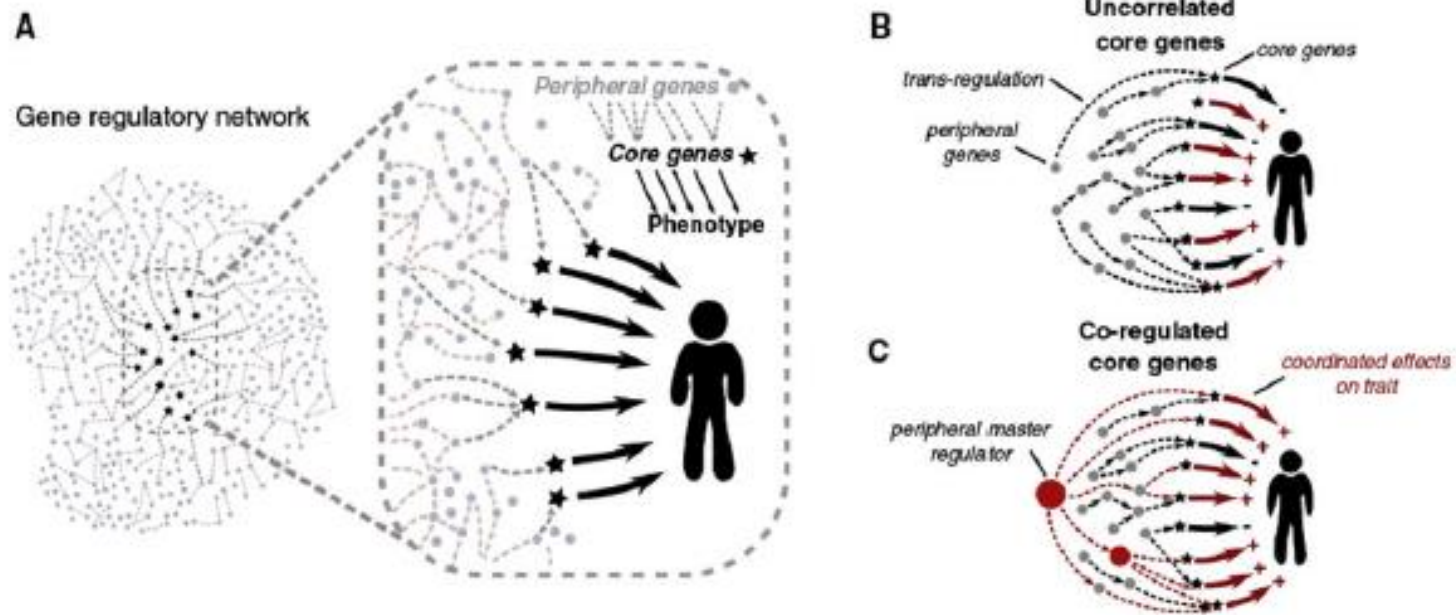 A
Gene regulatory network
Peripheral genes
Core genes
Phenotype
B
Uncorrelated
core genes
core genes
trans-regulation
peripheral
genes
C
Co-regulated
core genes
coordinated effects
on trait
peripheral master
regulator